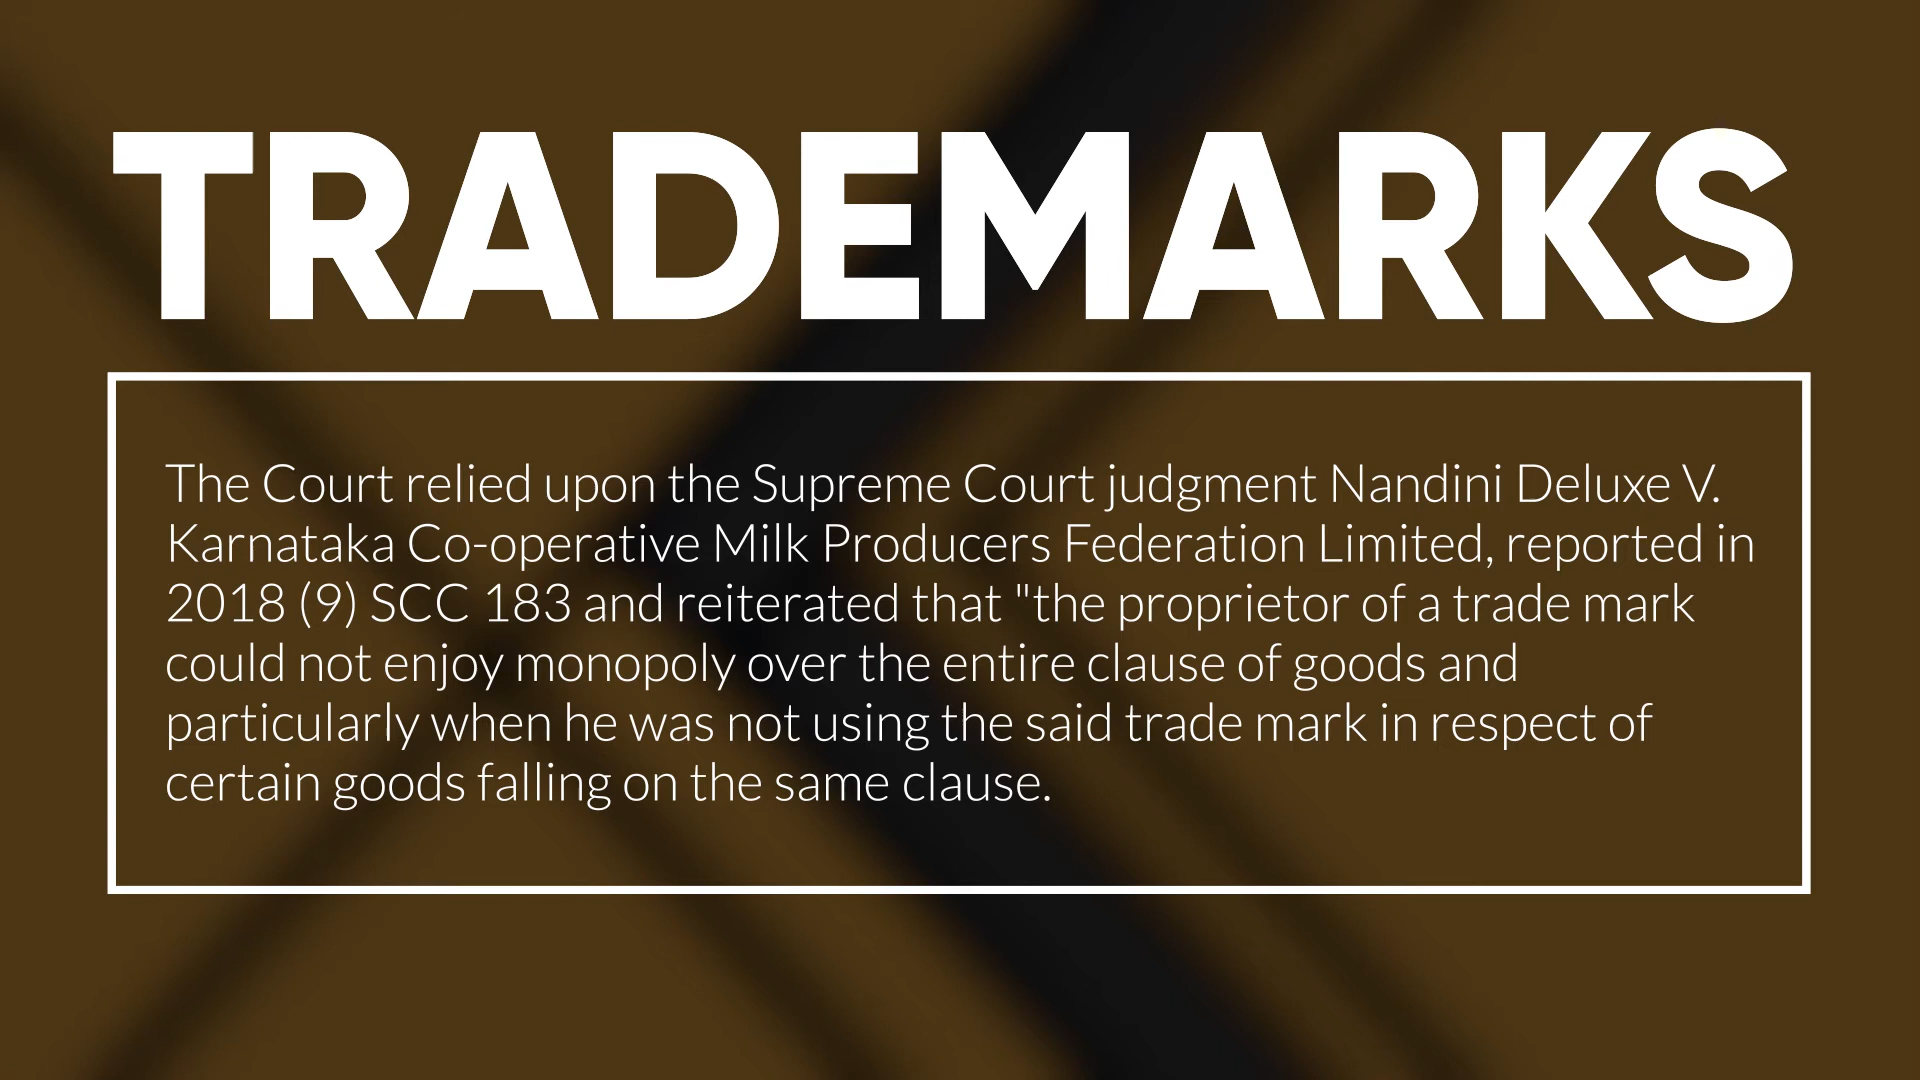 TRADEMARKS
The Court relied upon the Supreme Court judgment Nandini Deluxe V.
Karnataka Co-operative Milk Producers Federation Limited, reported in
2018 (9) SCC 183 and reiterated that "the proprietor of a trade mark
could not enjoy monopoly over the entire clause of goods and
particularly when he was not using the said trade mark in respect of
certain goods falling on the same clause.